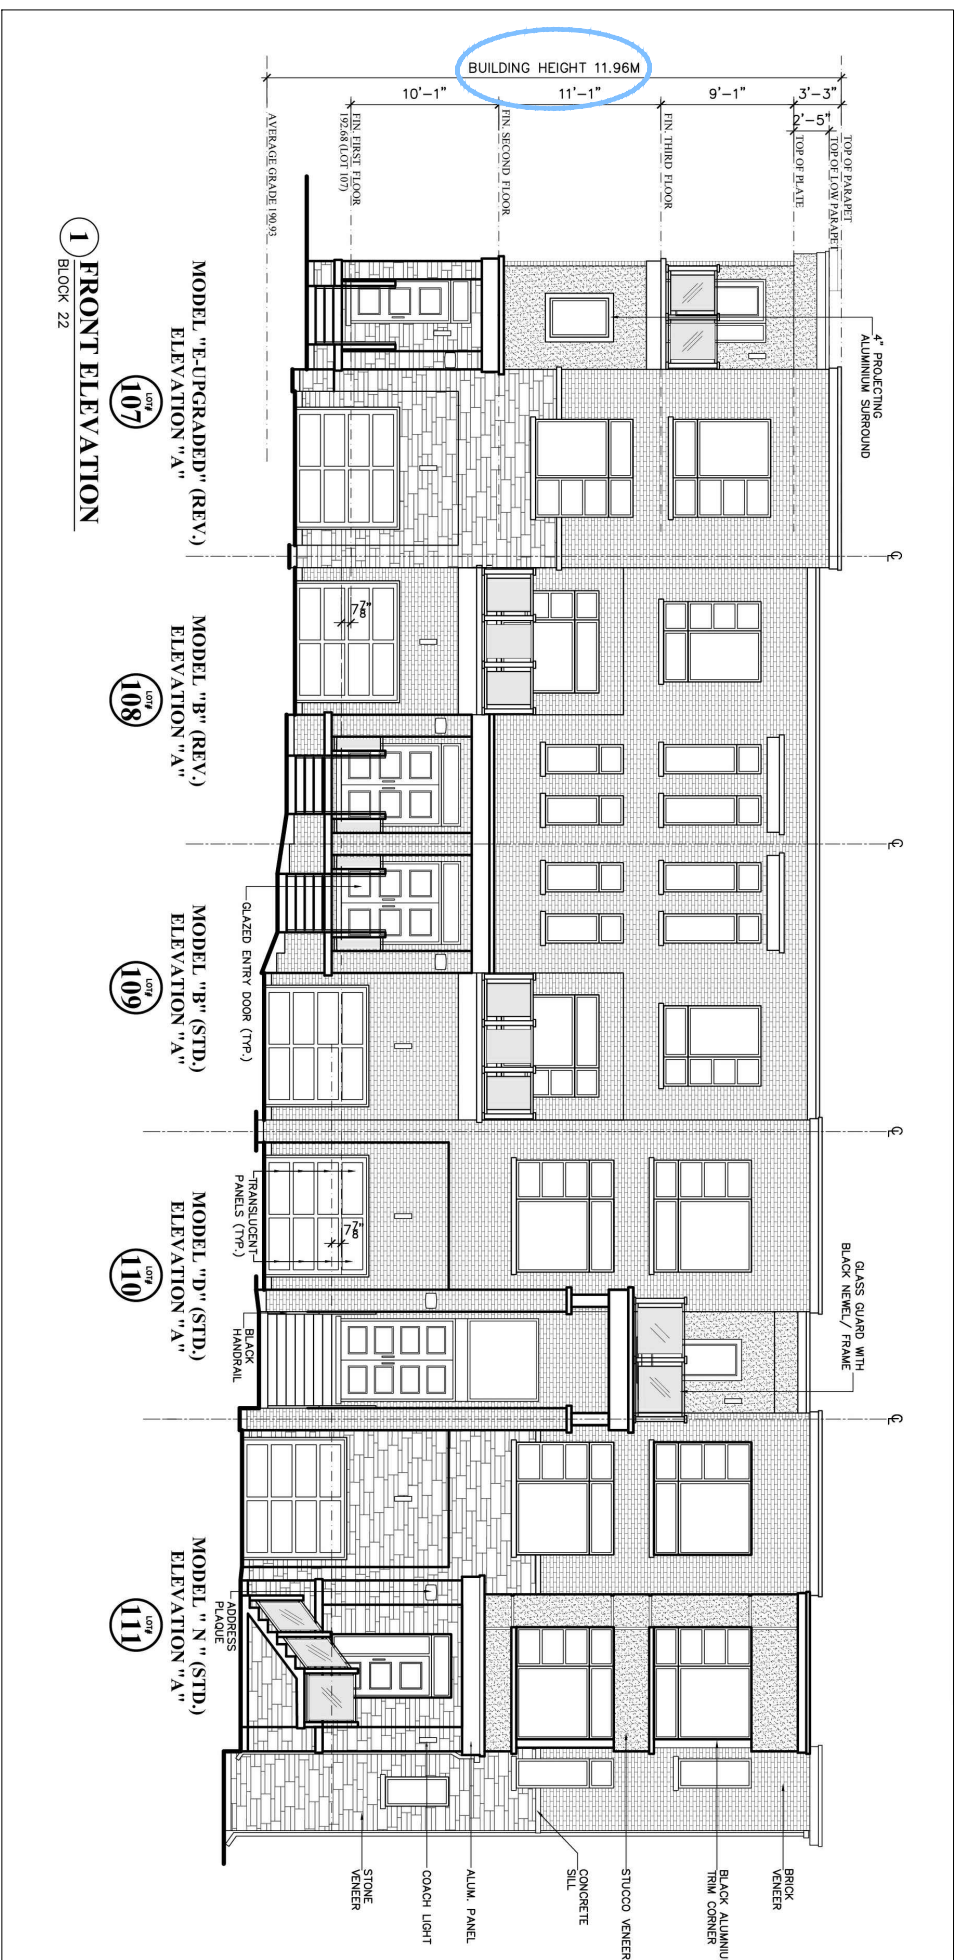 BUILDING HEIGHT 11.96M
10'-1"
11'-1"
9'-1"
3'-3"
2'-5"
AVERAGE GRADE 190.93
FIN. FIRST FLOOR
192.68 (LOT 107)
FIN. SECOND FLOOR
FIN. THIRD FLOOR
TOP OF PLATE
TOP OF LOW PARAPET
TOP OF PARAPET
4" PROJECTING
ALUMINIUM SURROUND
GLASS GUARD WITH
BLACK NEWEL/ FRAME
7⅞"
7⅞"
GLAZED ENTRY DOOR (TYP.)
TRANSLUCENT
PANELS (TYP.)
BLACK
HANDRAIL
ADDRESS
PLAQUE
BRICK
VENEER
BLACK ALUMNIU
TRIM CORNER
STUCCO VENEER
CONCRETE
SILL
ALUM. PANEL
COACH LIGHT
STONE
VENEER
MODEL "E-UPGRADED" (REV.)
ELEVATION "A"
LOT#
107
MODEL "B" (REV.)
ELEVATION "A"
LOT#
108
MODEL "B" (STD.)
ELEVATION "A"
LOT#
109
MODEL "D" (STD.)
ELEVATION "A"
LOT#
110
MODEL " N " (STD.)
ELEVATION "A"
LOT#
111
1 FRONT ELEVATION
BLOCK 22